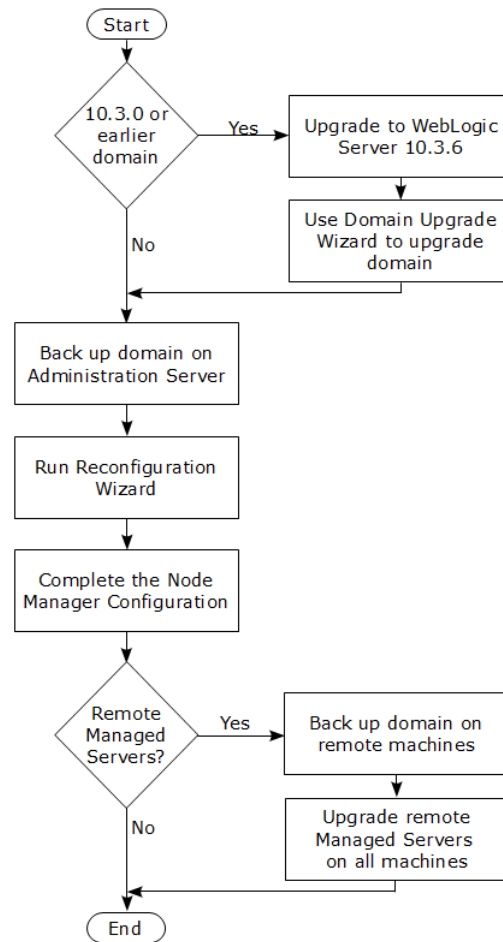 Start
10.3.0 or
earlier
domain
Yes
Upgrade to WebLogic
Server 10.3.6
Use Domain Upgrade
Wizard to upgrade
domain
No
Back up domain on
Administration Server
Run Reconfiguration
Wizard
Complete the Node
Manager Configuration
Remote
Managed
Servers?
Yes
Back up domain on
remote machines
Upgrade remote
Managed Servers
on all machines
No
End